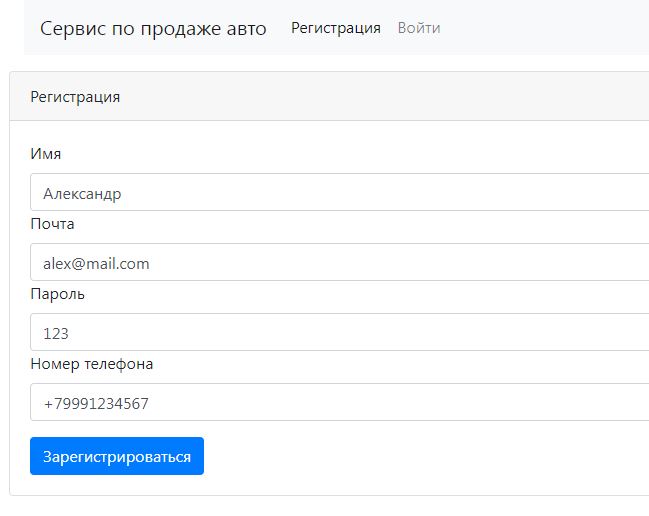 Сервис по продаже авто Регистрация Войти
Регистрация
Имя
Александр
Почта
alex@mail.com
Пароль
123
Номер телефона
+79991234567
Зарегистрироваться